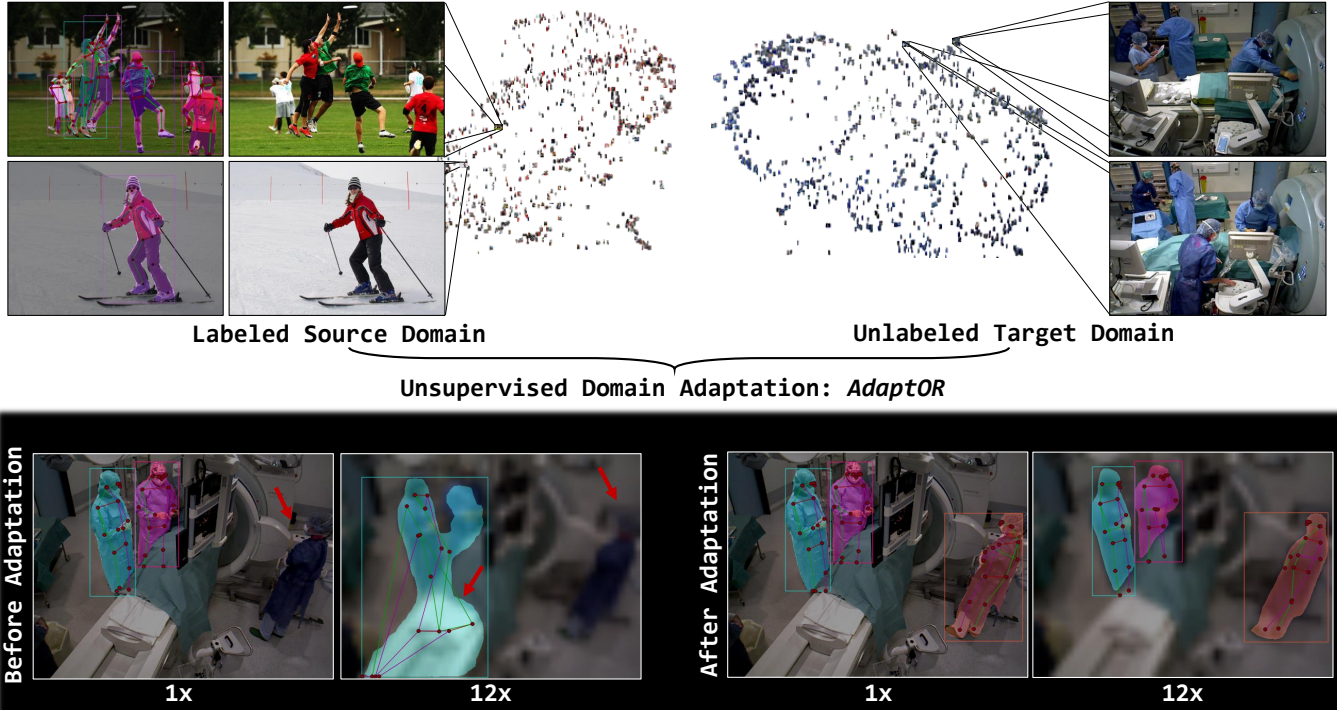 Labeled Source Domain
Unlabeled Target Domain
Unsupervised Domain Adaptation: AdaptOR
Before Adaptation
1x
12x
After Adaptation
1x
12x